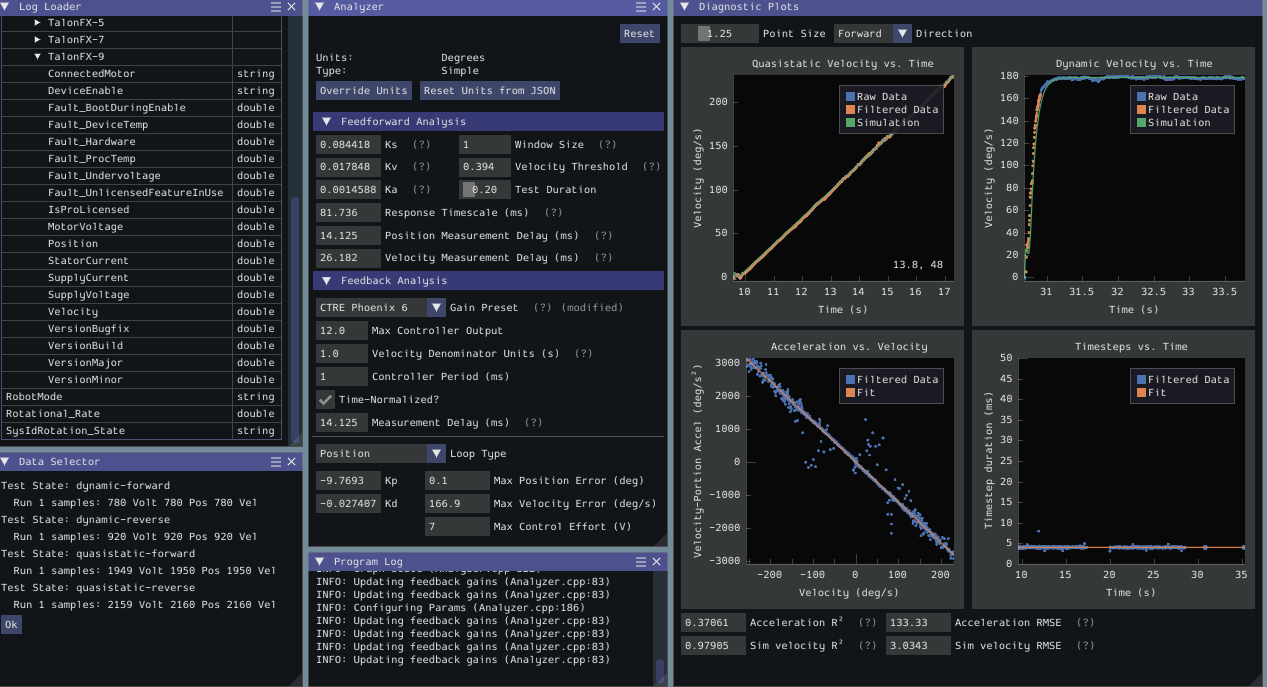 Log Loader
TalonFX-5
TalonFX-7
TalonFX-9
ConnectedMotor string
DeviceEnable string
Fault_BootDuringEnable double
Fault_DeviceTemp double
Fault_Hardware double
Fault_ProcTemp double
Fault_Undervoltage double
Fault_UnlicensedFeatureInUse double
IsProLicensed double
MotorVoltage double
Position double
StatorCurrent double
SupplyCurrent double
SupplyVoltage double
Velocity double
VersionBugfix double
VersionBuild double
VersionMajor double
VersionMinor double
RobotMode string
Rotational_Rate double
SysIdRotation_State string
Data Selector
Test State: dynamic-forward
Run 1 samples: 780 Volt 780 Pos 780 Vel
Test State: dynamic-reverse
Run 1 samples: 920 Volt 920 Pos 920 Vel
Test State: quasistatic-forward
Run 1 samples: 1949 Volt 1950 Pos 1950 Vel
Test State: quasistatic-reverse
Run 1 samples: 2159 Volt 2160 Pos 2160 Vel
Ok
Analyzer
Reset
Units: Degrees
Type: Simple
Override Units Reset Units from JSON
Feedforward Analysis
0.084418 Ks (?) 1 Window Size (?)
0.017848 Kv (?) 0.394 Velocity Threshold (?)
0.0014588 Ka (?) 0.20 Test Duration
81.736 Response Timescale (ms) (?)
14.125 Position Measurement Delay (ms) (?)
26.182 Velocity Measurement Delay (ms) (?)
Feedback Analysis
CTRE Phoenix 6 Gain Preset (?) (modified)
12.0 Max Controller Output
1.0 Velocity Denominator Units (s) (?)
1 Controller Period (ms)
Time-Normalized?
14.125 Measurement Delay (ms) (?)
Position Loop Type
-9.7693 Kp 0.1 Max Position Error (deg)
-0.027407 Kd 166.9 Max Velocity Error (deg/s)
7 Max Control Effort (V)
Program Log
INFO: Updating feedback gains (Analyzer.cpp:83)
INFO: Updating feedback gains (Analyzer.cpp:83)
INFO: Configuring Params (Analyzer.cpp:186)
INFO: Updating feedback gains (Analyzer.cpp:83)
INFO: Updating feedback gains (Analyzer.cpp:83)
INFO: Updating feedback gains (Analyzer.cpp:83)
INFO: Updating feedback gains (Analyzer.cpp:83)
Diagnostic Plots
1.25 Point Size Forward Direction
Quasistatic Velocity vs. Time
Velocity (deg/s)
200
150
100
50
0
Raw Data
Filtered Data
Simulation
13.8, 48
10 11 12 13 14 15 16 17
Time (s)
Dynamic Velocity vs. Time
Velocity (deg/s)
180
160
140
120
100
80
60
40
20
0
Raw Data
Filtered Data
Simulation
31 31.5 32 32.5 33 33.5
Time (s)
Acceleration vs. Velocity
Velocity-Portion Accel (deg/s²)
3000
2000
1000
0
-1000
-2000
-3000
Filtered Data
Fit
-200 -100 0 100 200
Velocity (deg/s)
Timesteps vs. Time
Timestep duration (ms)
50
45
40
35
30
25
20
15
10
5
0
Filtered Data
Fit
10 15 20 25 30 35
Time (s)
0.37061 Acceleration R² (?) 133.33 Acceleration RMSE (?)
0.97905 Sim velocity R² (?) 3.0343 Sim velocity RMSE (?)